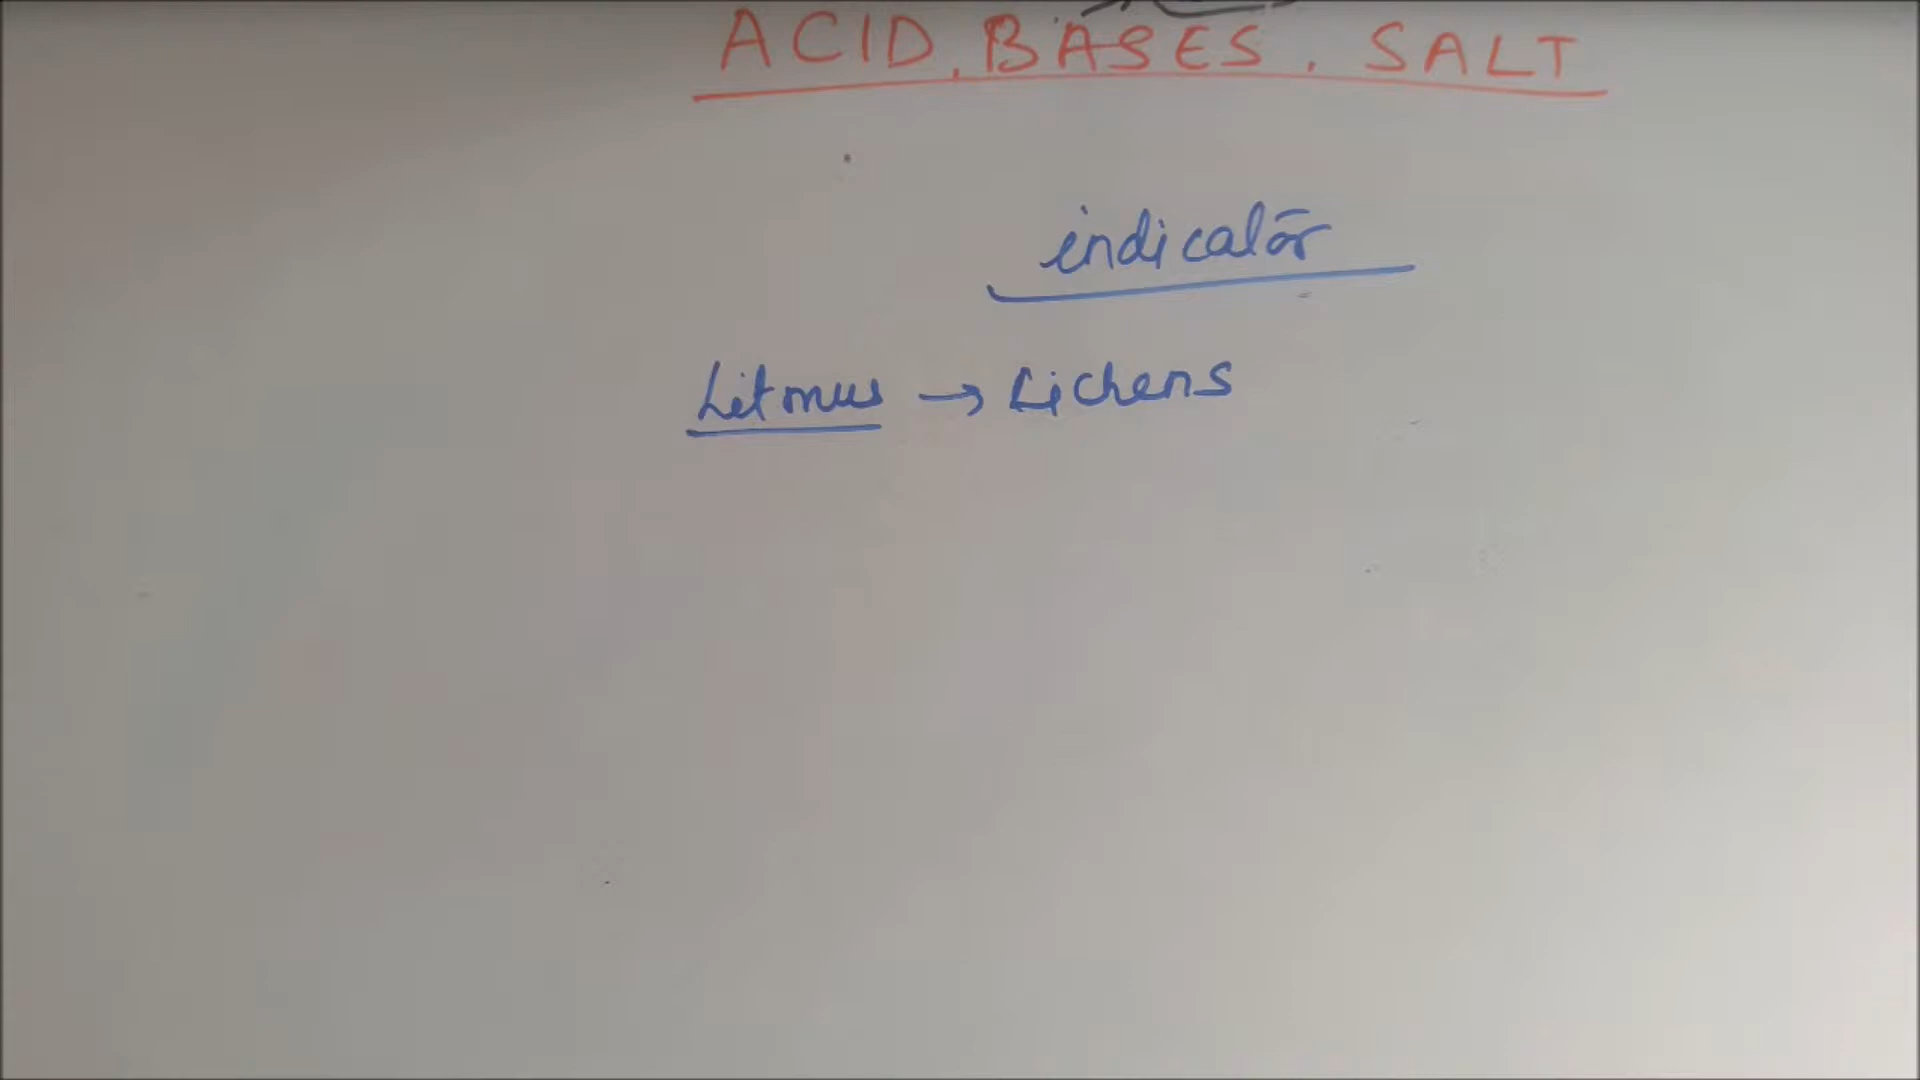 ACID, BASES, SALT
indicator
Litmus → Lichens